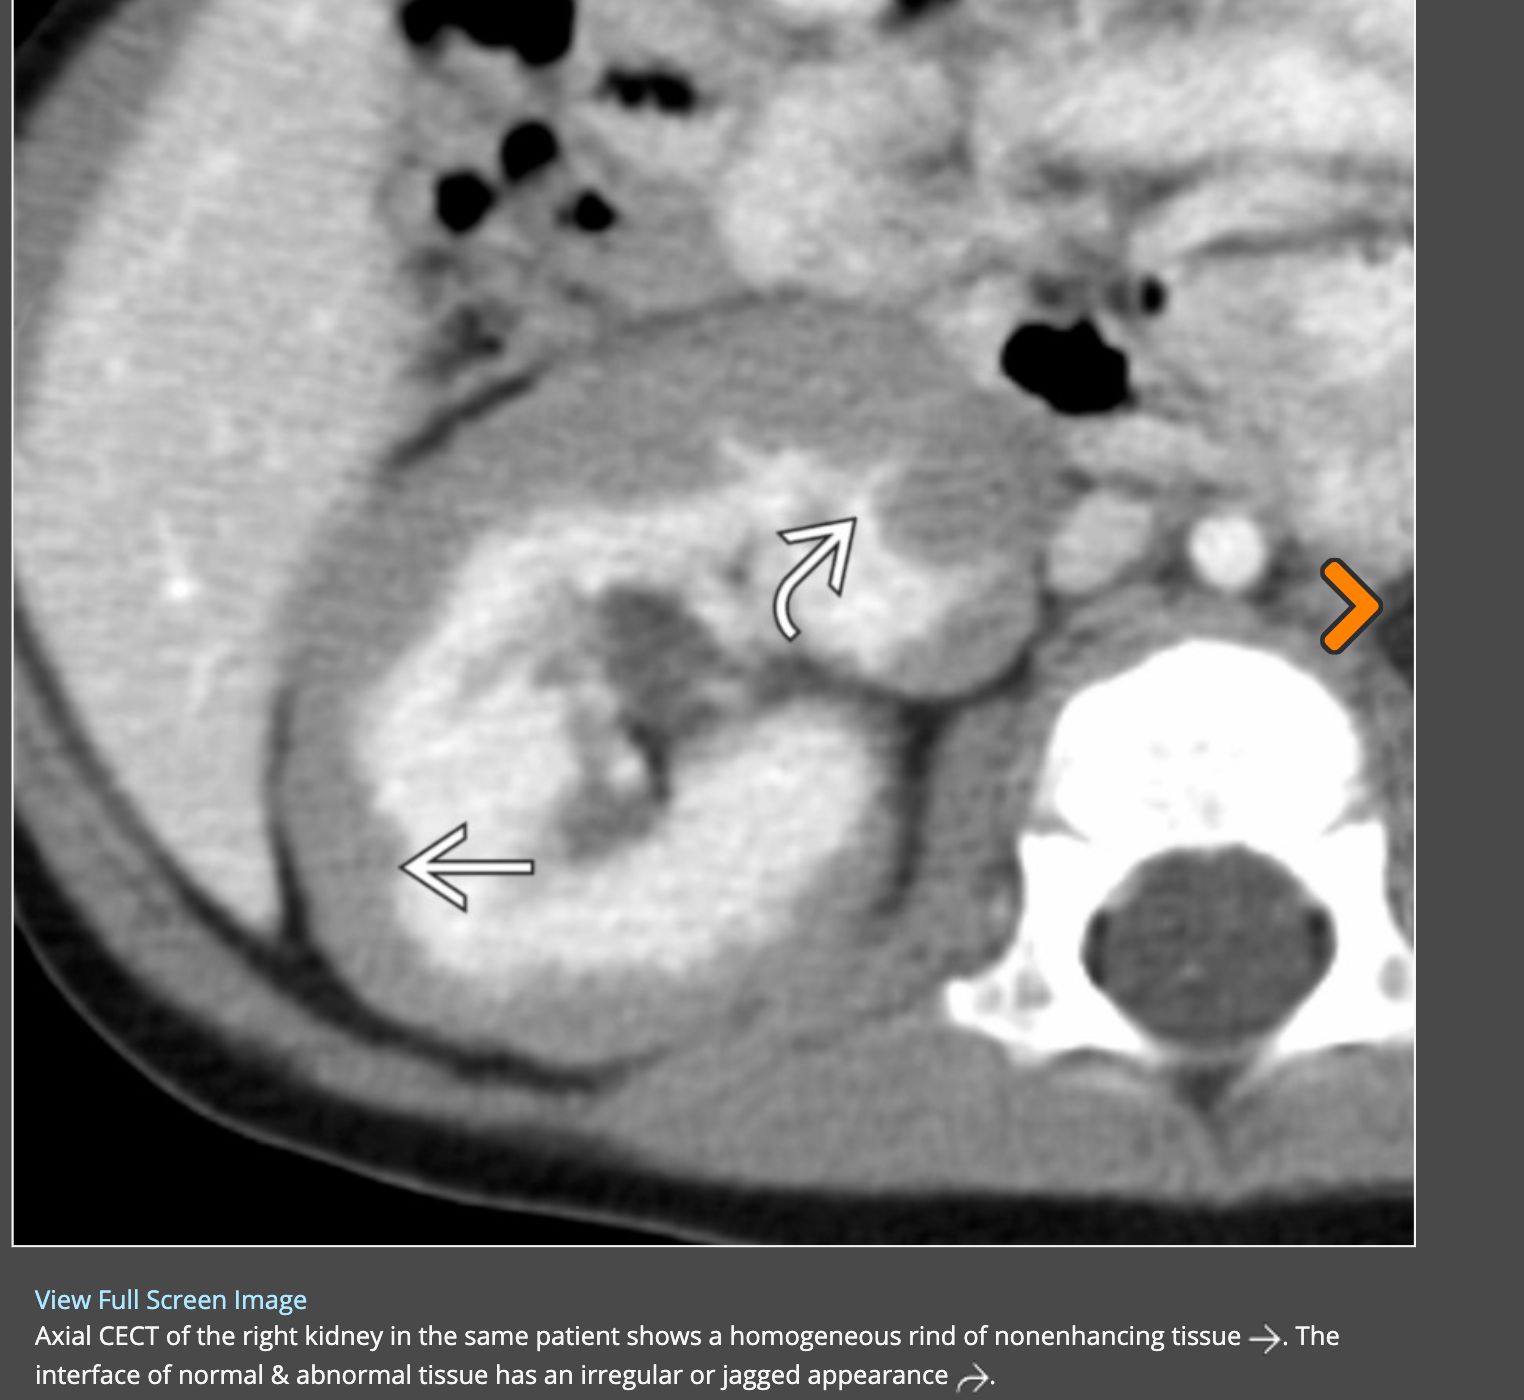 View Full Screen Image
Axial CECT of the right kidney in the same patient shows a homogeneous rind of nonenhancing tissue →. The
interface of normal & abnormal tissue has an irregular or jagged appearance ↷.